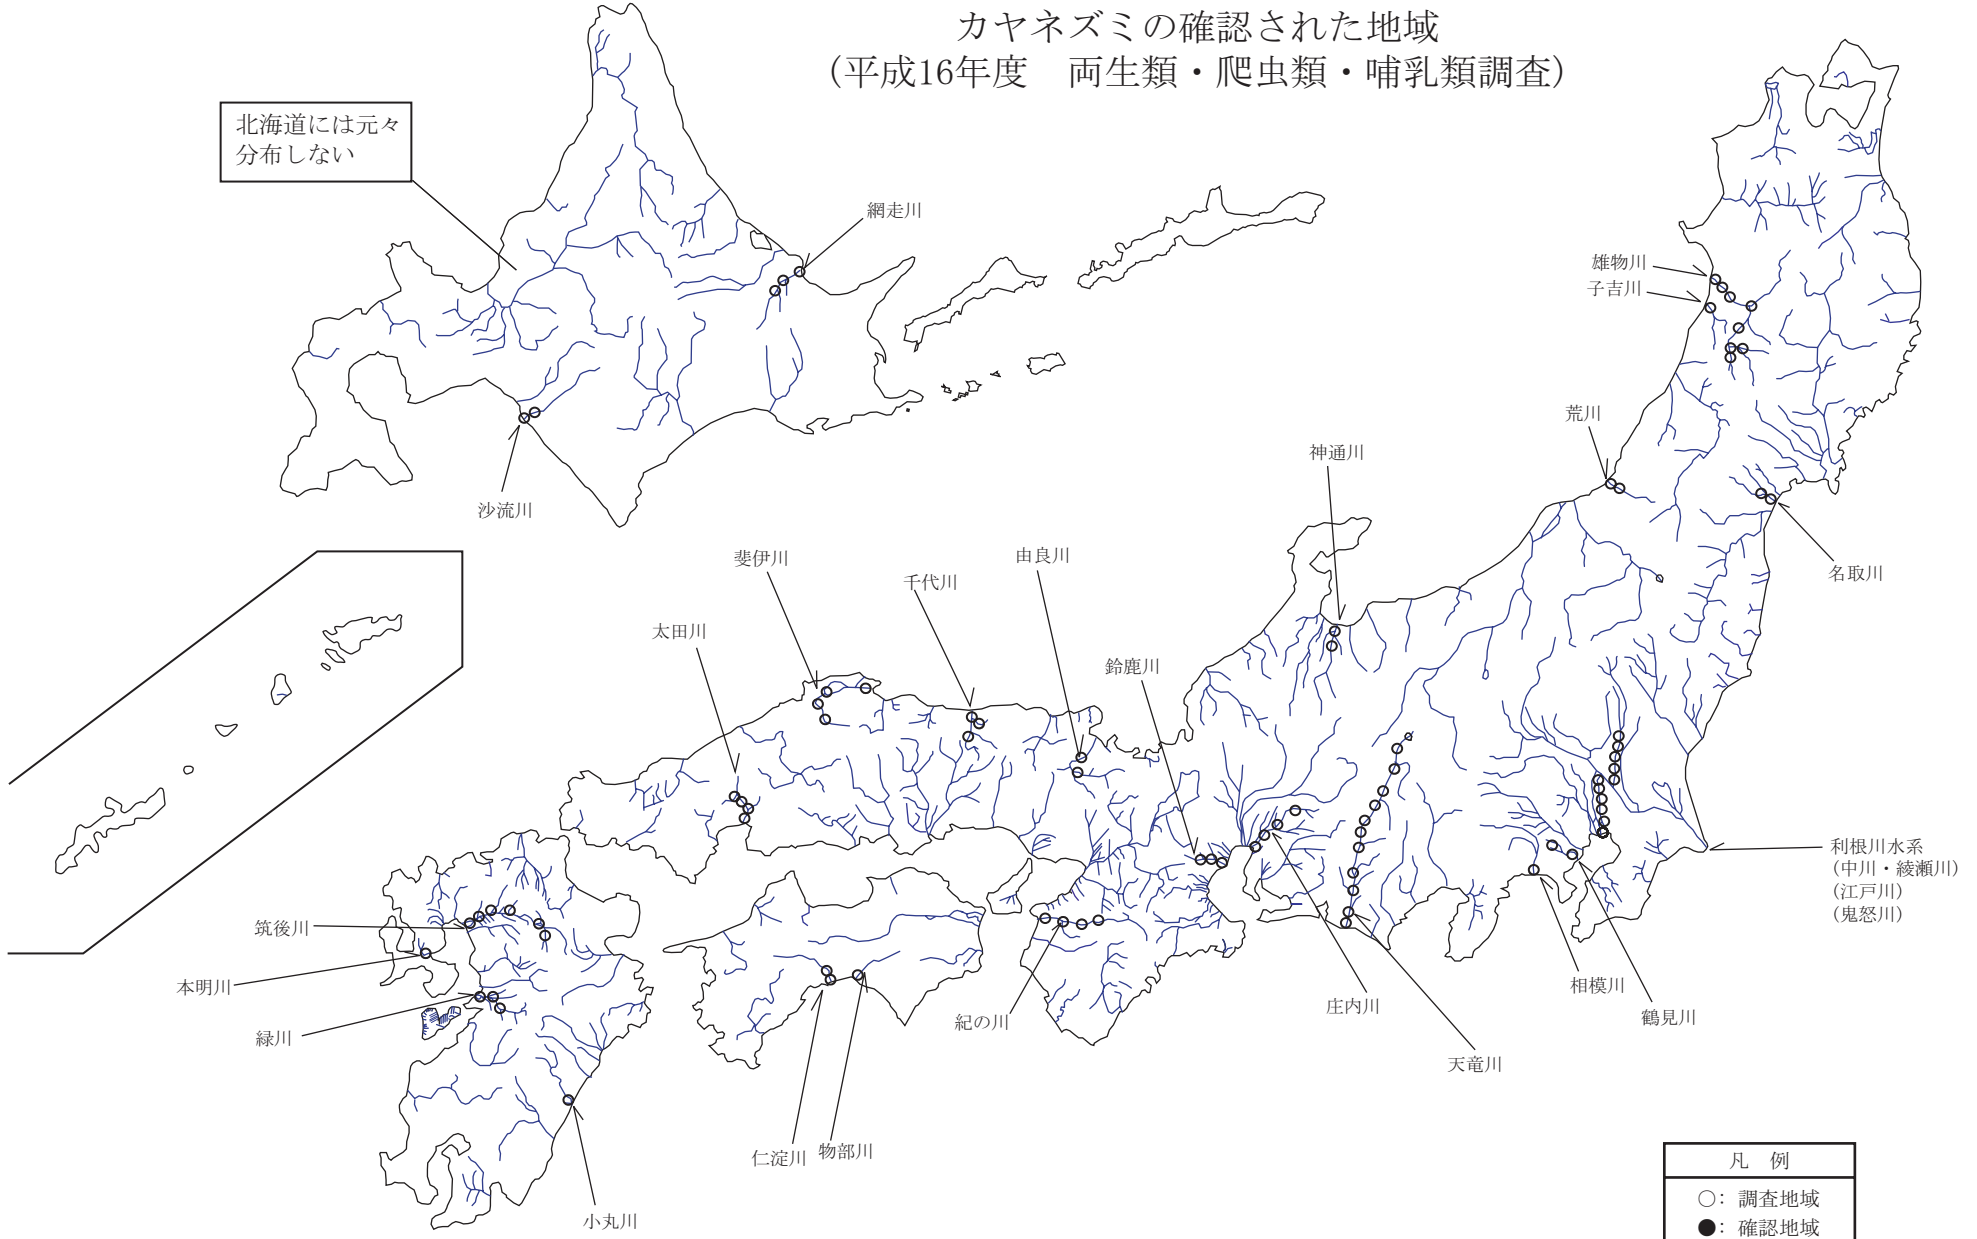 カヤネズミの確認された地域
(平成16年度　両生類・爬虫類・哺乳類調査)
北海道には元々
分布しない
網走川
沙流川
雄物川
子吉川
荒川
神通川
名取川
斐伊川
千代川
由良川
太田川
鈴鹿川
利根川水系
(中川・綾瀬川)
(江戸川)
(鬼怒川)
筑後川
本明川
緑川
紀の川
庄内川
相模川
鶴見川
天竜川
仁淀川
物部川
小丸川
凡　例
○: 調査地域
●: 確認地域